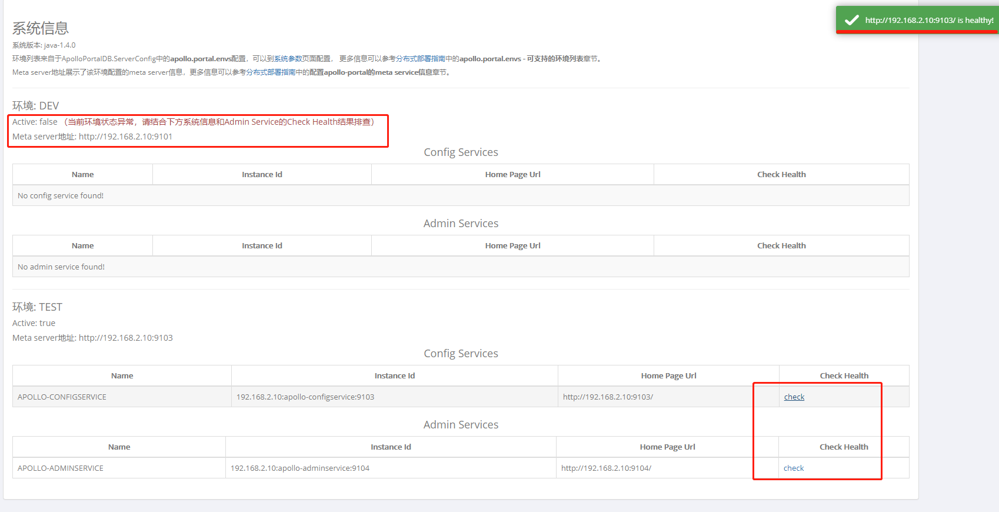 http://192.168.2.10:9103/ is healthy!
系统信息
系统版本: java-1.4.0
环境列表来自于ApolloPortalDB.ServerConfig中的apollo.portal.envs配置，可以到系统参数页面配置， 更多信息可以参考分布式部署指南中的apollo.portal.envs - 可支持的环境列表章节。
Meta server地址展示了该环境配置的meta server信息，更多信息可以参考分布式部署指南中的配置apollo-portal的meta service信息章节。
环境: DEV
Active: false （当前环境状态异常，请结合下方系统信息和Admin Service的Check Health结果排查）
Meta server地址: http://192.168.2.10:9101
Config Services
Name Instance Id Home Page Url Check Health
No config service found!
Admin Services
Name Instance Id Home Page Url Check Health
No admin service found!
环境: TEST
Active: true
Meta server地址: http://192.168.2.10:9103
Config Services
Name Instance Id Home Page Url Check Health
APOLLO-CONFIGSERVICE 192.168.2.10:apollo-configservice:9103 http://192.168.2.10:9103/ check
Admin Services
Name Instance Id Home Page Url Check Health
APOLLO-ADMINSERVICE 192.168.2.10:apollo-adminservice:9104 http://192.168.2.10:9104/ check